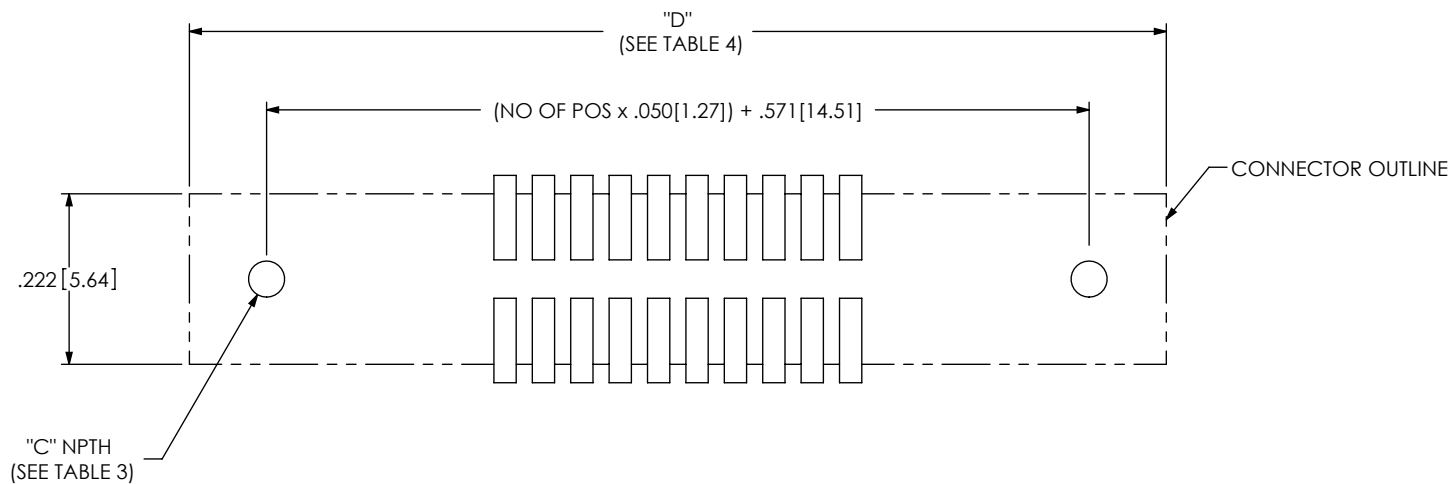 "D"
(SEE TABLE 4)
(NO OF POS x .050[1.27]) + .571[14.51]
CONNECTOR OUTLINE
.222[5.64]
"C" NPTH
(SEE TABLE 3)